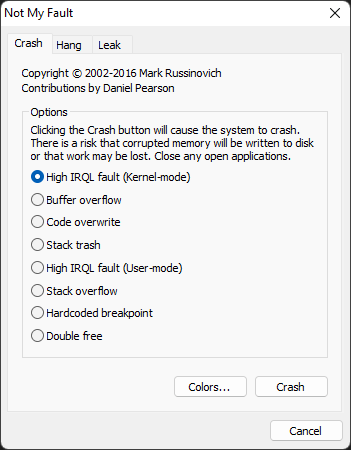 Not My Fault
Crash Hang Leak
Copyright © 2002-2016 Mark Russinovich
Contributions by Daniel Pearson
Options
Clicking the Crash button will cause the system to crash.
There is a risk that corrupted memory will be written to disk
or that work may be lost. Close any open applications.
High IRQL fault (Kernel-mode)
Buffer overflow
Code overwrite
Stack trash
High IRQL fault (User-mode)
Stack overflow
Hardcoded breakpoint
Double free
Colors... Crash
Cancel